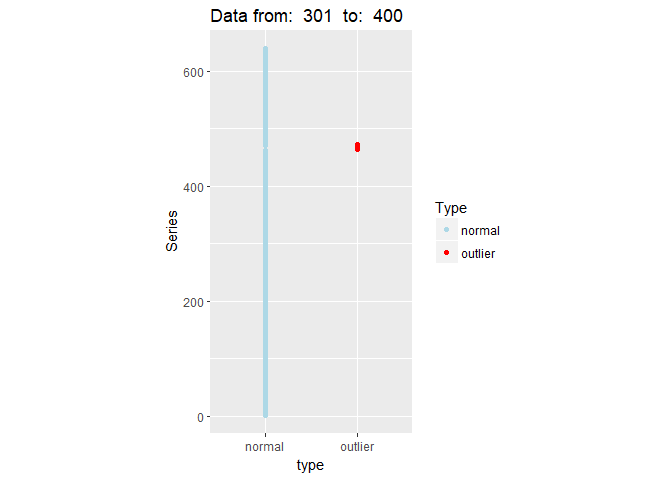 Data from:  301  to:  400
600
400
200
0
Series
normal
outlier
type
Type
normal
outlier